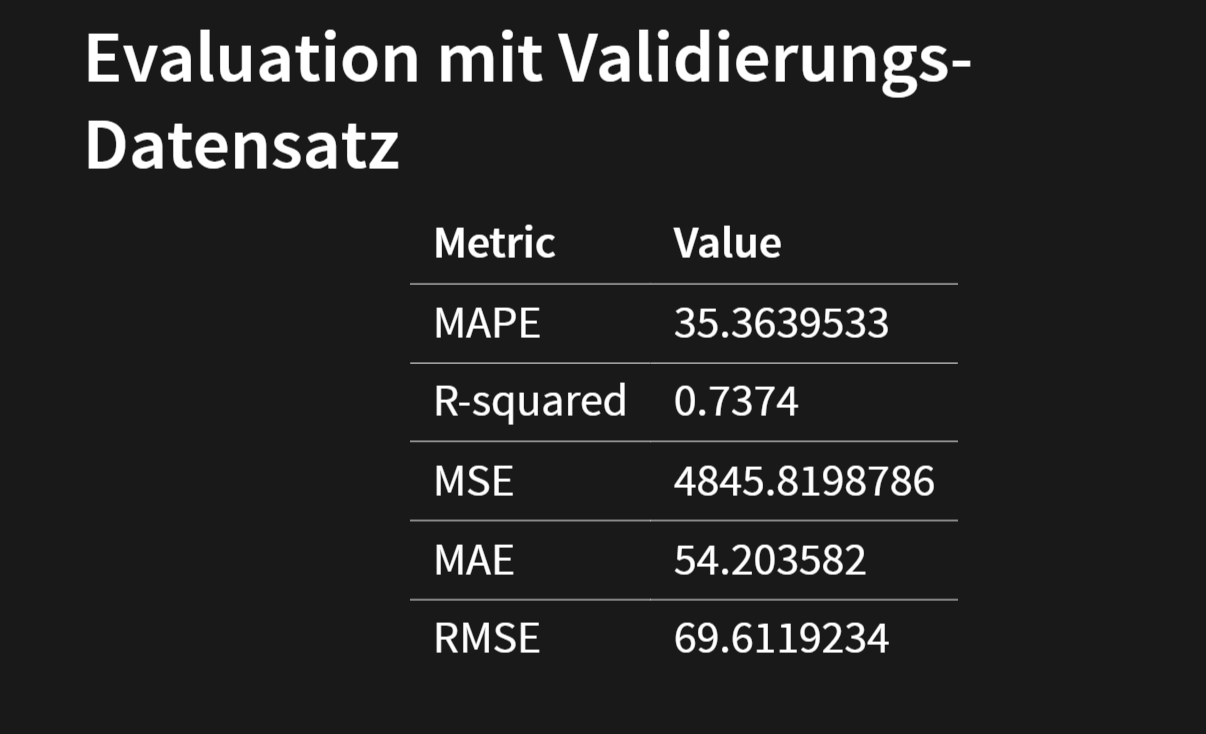 Evaluation mit Validierungs-
Datensatz
Metric Value
MAPE 35.3639533
R-squared 0.7374
MSE 4845.8198786
MAE 54.203582
RMSE 69.6119234